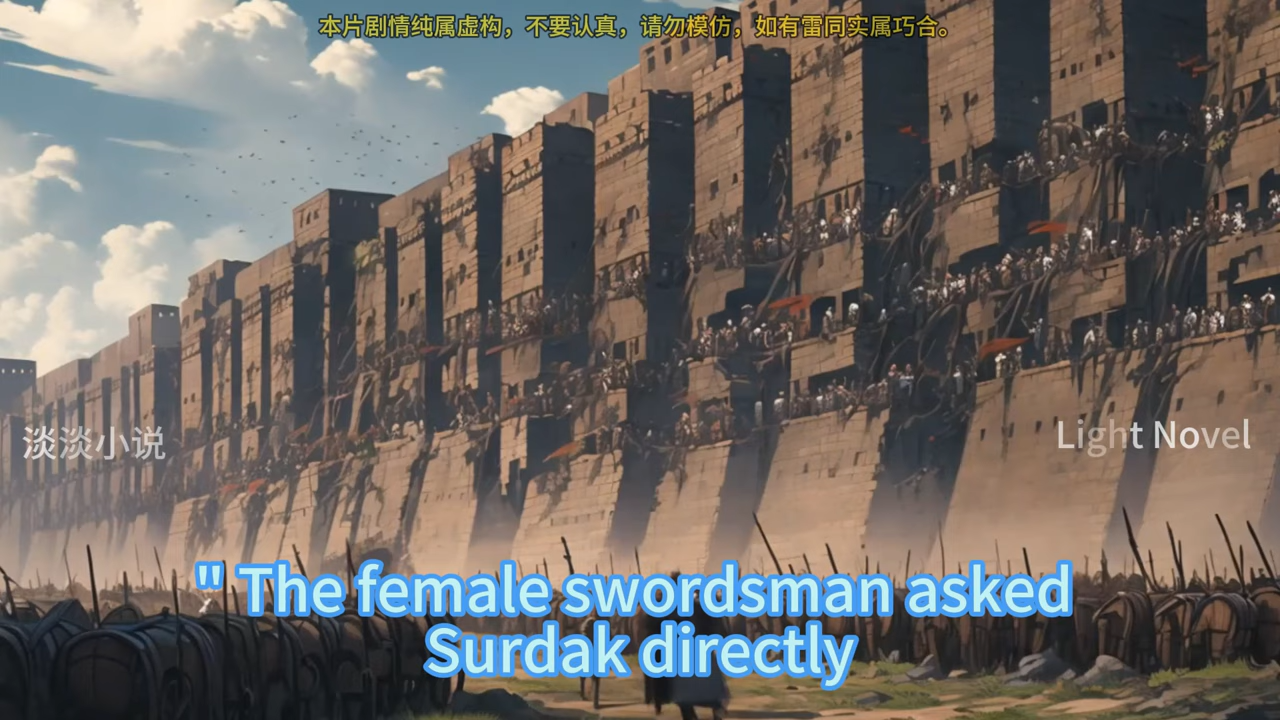 本片剧情纯属虚构，不要认真，请勿模仿，如有雷同实属巧合。
淡淡小说
Light Novel
" The female swordsman asked
Surdak directly